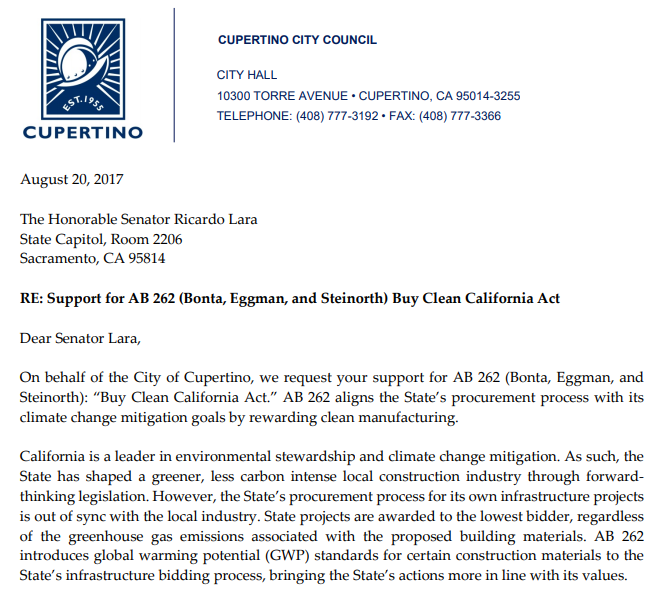 EST. 1955
CUPERTINO
CUPERTINO CITY COUNCIL
CITY HALL
10300 TORRE AVENUE • CUPERTINO, CA 95014-3255
TELEPHONE: (408) 777-3192 • FAX: (408) 777-3366
August 20, 2017
The Honorable Senator Ricardo Lara
State Capitol, Room 2206
Sacramento, CA 95814
RE: Support for AB 262 (Bonta, Eggman, and Steinorth) Buy Clean California Act
Dear Senator Lara,
On behalf of the City of Cupertino, we request your support for AB 262 (Bonta, Eggman, and
Steinorth): “Buy Clean California Act.” AB 262 aligns the State’s procurement process with its
climate change mitigation goals by rewarding clean manufacturing.
California is a leader in environmental stewardship and climate change mitigation. As such, the
State has shaped a greener, less carbon intense local construction industry through forward-
thinking legislation. However, the State’s procurement process for its own infrastructure projects
is out of sync with the local industry. State projects are awarded to the lowest bidder, regardless
of the greenhouse gas emissions associated with the proposed building materials. AB 262
introduces global warming potential (GWP) standards for certain construction materials to the
State’s infrastructure bidding process, bringing the State’s actions more in line with its values.